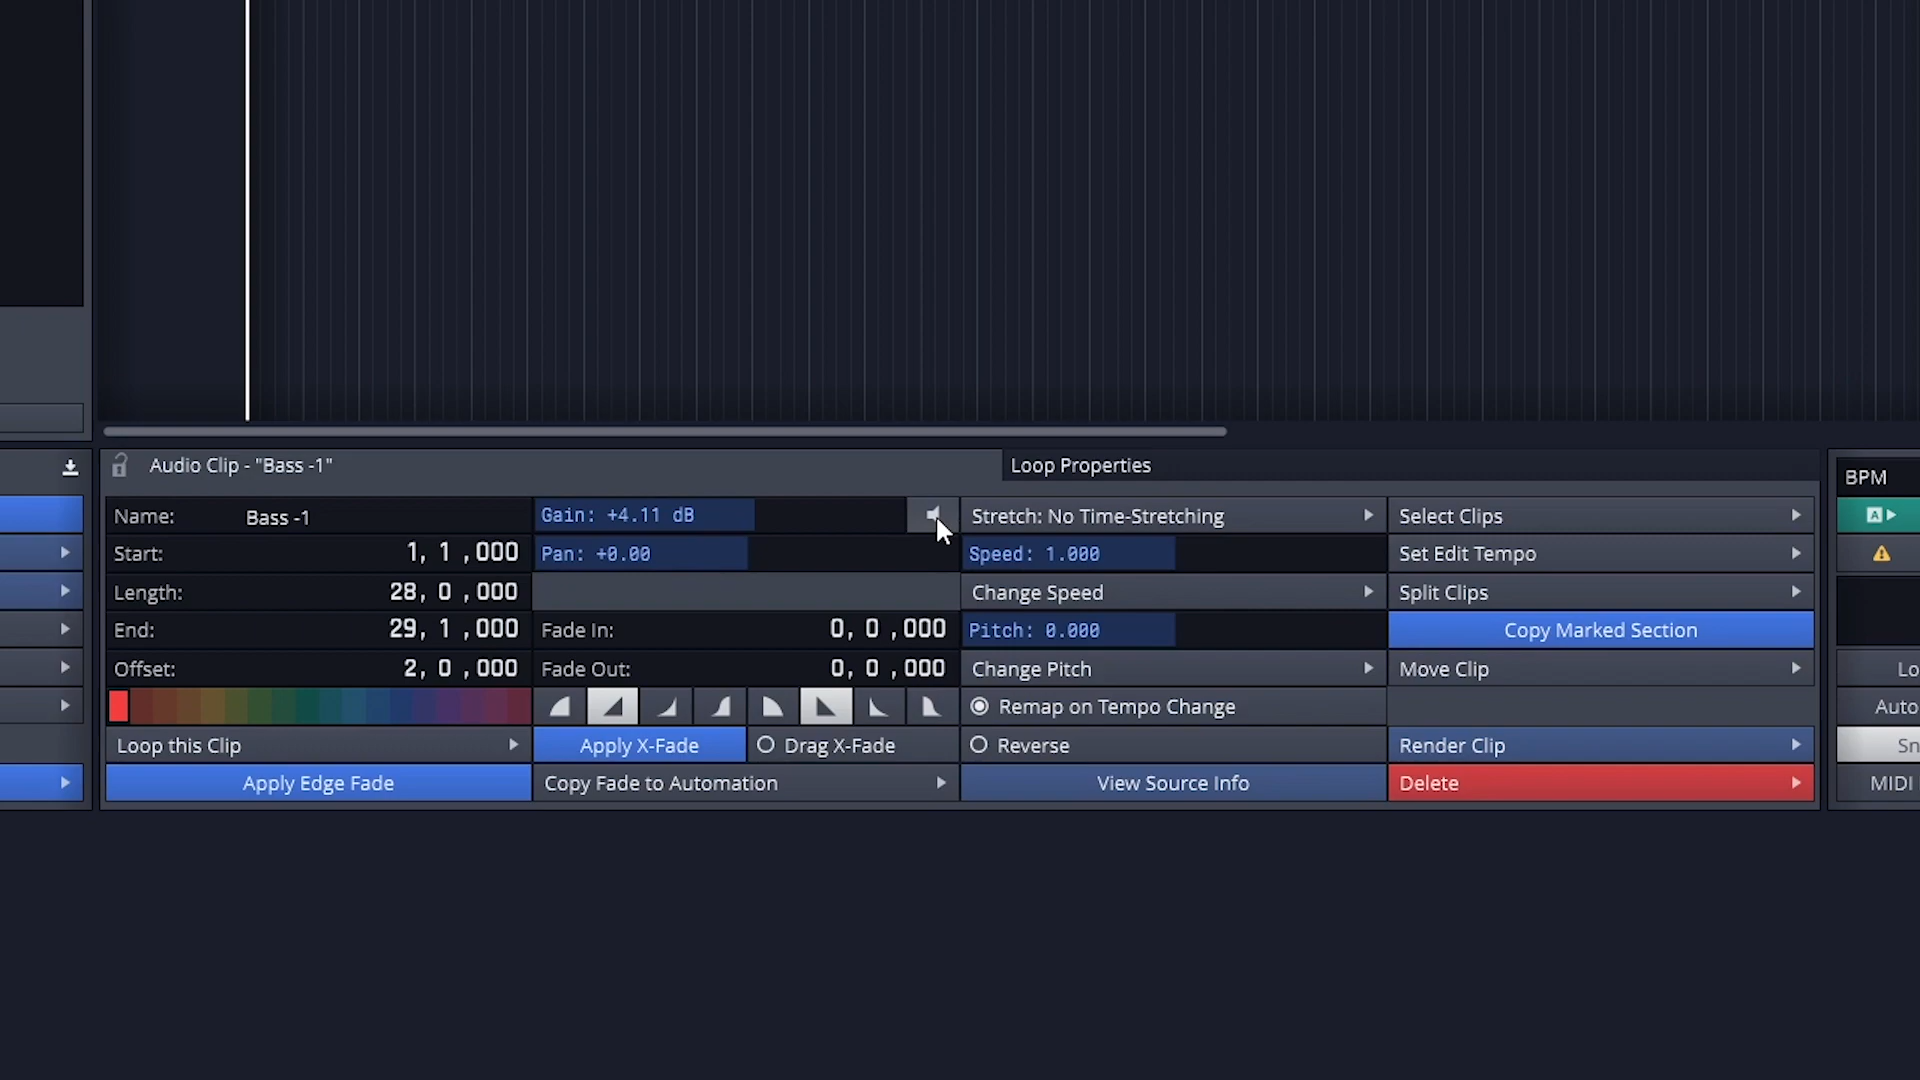 Audio Clip - "Bass -1"
Loop Properties
BPM
Name: Bass -1
Gain: +4.11 dB
Stretch: No Time-Stretching
Select Clips
A
Start: 1, 1 ,000
Pan: +0.00
Speed: 1.000
Set Edit Tempo
Length: 28, 0 ,000
Change Speed
Split Clips
End: 29, 1 ,000
Fade In: 0, 0 ,000
Pitch: 0.000
Copy Marked Section
Offset: 2, 0 ,000
Fade Out: 0, 0 ,000
Change Pitch
Move Clip
Lo
Remap on Tempo Change
Auto
Loop this Clip
Apply X-Fade
Drag X-Fade
Reverse
Render Clip
Sn
Apply Edge Fade
Copy Fade to Automation
View Source Info
Delete
MIDI